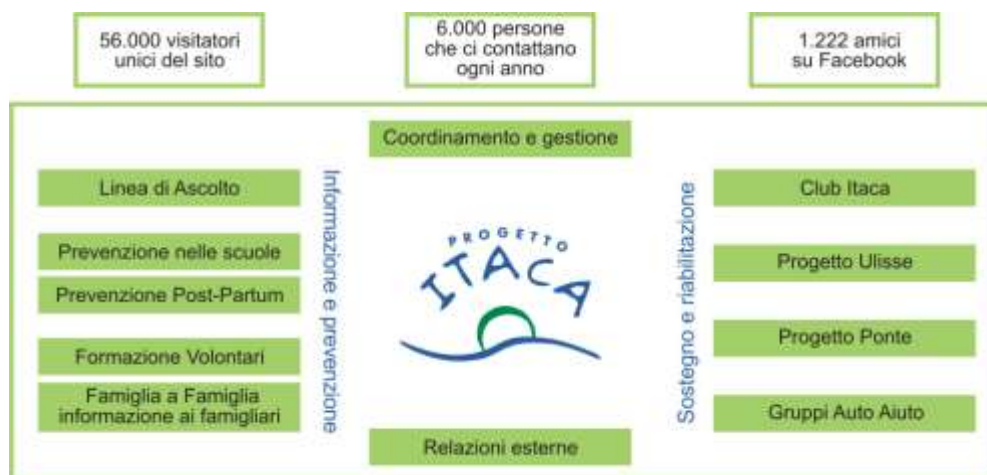 56.000 visitatori
unici del sito
6.000 persone
che ci contattano
ogni anno
1.222 amici
su Facebook
Coordinamento e gestione
Linea di Ascolto
Prevenzione nelle scuole
Prevenzione Post-Partum
Formazione Volontari
Famiglia a Famiglia
informazione ai famigliari
Informazione e prevenzione
PROGETTO
ITACA
Relazioni esterne
Sostegno e riabilitazione
Club Itaca
Progetto Ulisse
Progetto Ponte
Gruppi Auto Aiuto